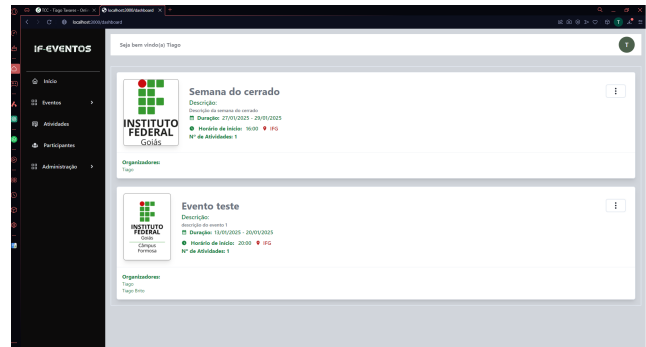 TCC - Tiago Tavares - Onlin
localhost:3000/dashboard
localhost:3000/dashboard
IF-EVENTOS
Seja bem vindo(a) Tiago
T
Início
Eventos
Atividades
Participantes
Administração
INSTITUTO
FEDERAL
Goiás
Semana do cerrado
Descrição:
Descrição da semana do cerrado
Duração: 27/01/2025 - 29/01/2025
Horário de início: 16:00 IFG
N° de Atividades: 1
Organizadores:
Tiago
INSTITUTO
FEDERAL
Goiás
Câmpus
Formosa
Evento teste
Descrição:
descrição do evento 1
Duração: 13/01/2025 - 20/01/2025
Horário de início: 20:00 IFG
N° de Atividades: 1
Organizadores:
Tiago